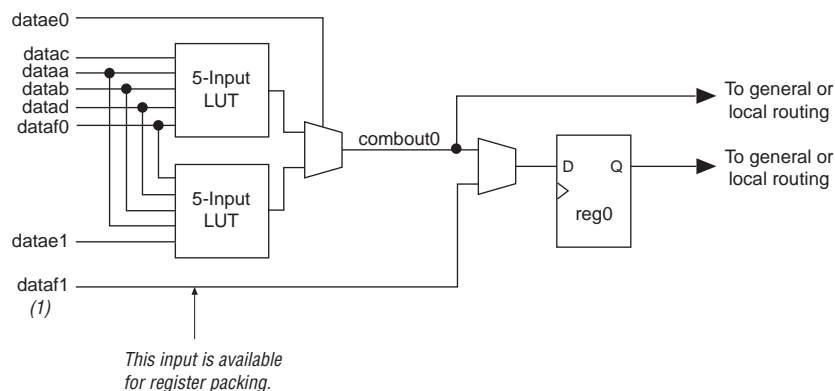 datae0
datac
dataa
datab
datad
dataf0
5-Input
LUT
5-Input
LUT
datae1
dataf1
(1)
combout0
D
Q
reg0
To general or
local routing
To general or
local routing
This input is available
for register packing.